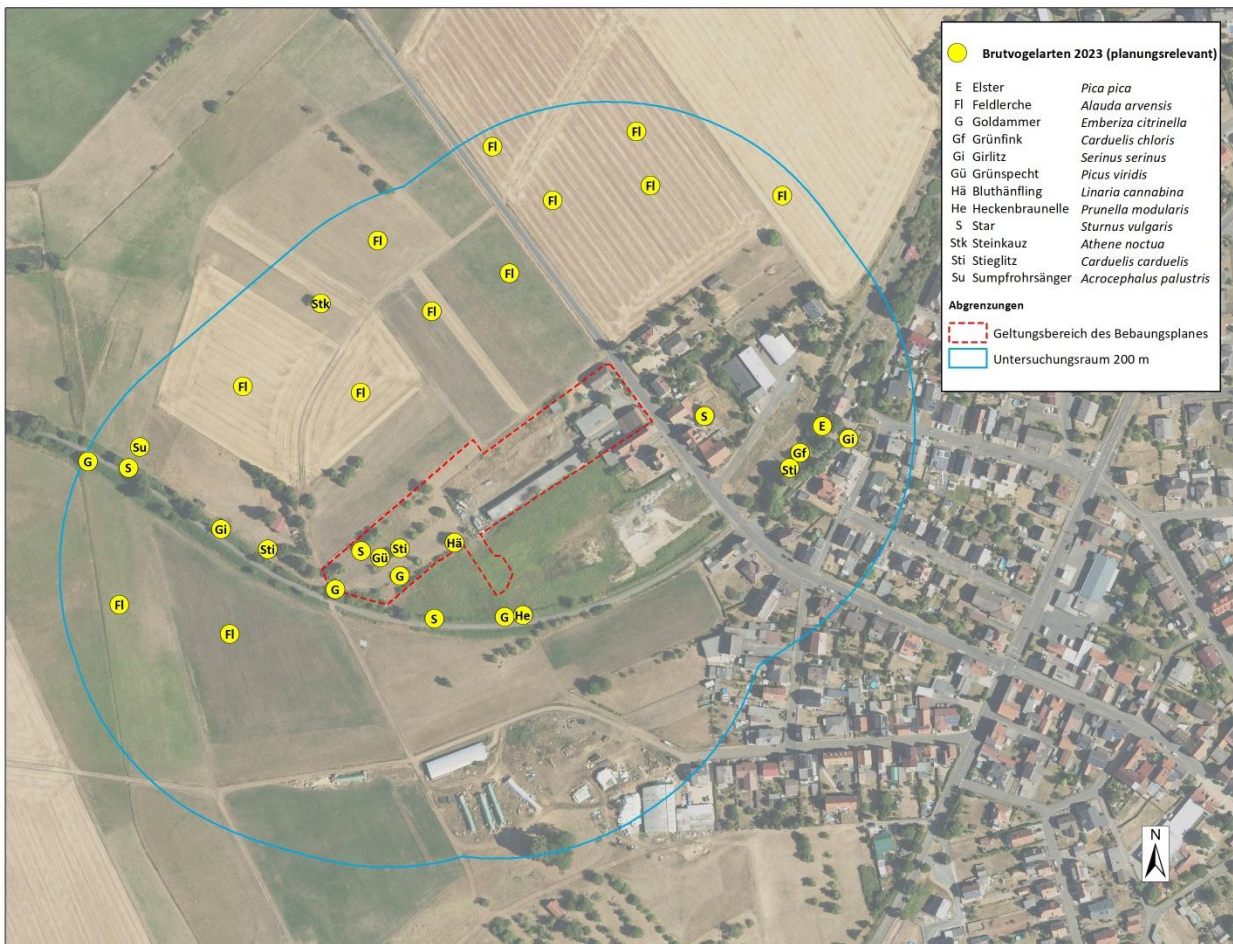 Brutvogelarten 2023 (planungsrelevant)
E Elster Pica pica
Fl Feldlerche Alauda arvensis
G Goldammer Emberiza citrinella
Gf Grünfink Carduelis chloris
Gi Girlitz Serinus serinus
Gü Grünspecht Picus viridis
Hä Bluthänfling Linaria cannabina
He Heckenbraunelle Prunella modularis
S Star Sturnus vulgaris
Stk Steinkauz Athene noctua
Sti Stieglitz Carduelis carduelis
Su Sumpfrohrsänger Acrocephalus palustris
Abgrenzungen
Geltungsbereich des Bebaungsplanes
Untersuchungsraum 200 m
Fl
Fl
Fl
Fl
Fl
Fl
Fl
Stk
Fl
Fl
Fl
S
E
Gi
Su
Gf
G
S
Sti
Gi
Hä
Sti
S
Sti
Gü
G
G
Fl
He
G
S
Fl
N